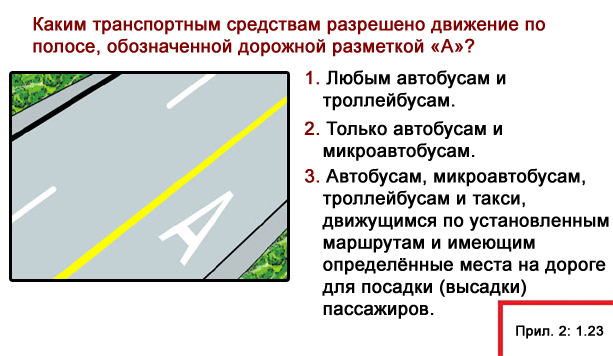 Каким транспортным средствам разрешено движение по
полосе, обозначенной дорожной разметкой «А»?
1. Любым автобусам и
троллейбусам.
2. Только автобусам и
микроавтобусам.
3. Автобусам, микроавтобусам,
троллейбусам и такси,
движущимся по установленным
маршрутам и имеющим
определённые места на дороге
для посадки (высадки)
пассажиров.
А
Прил. 2: 1.23